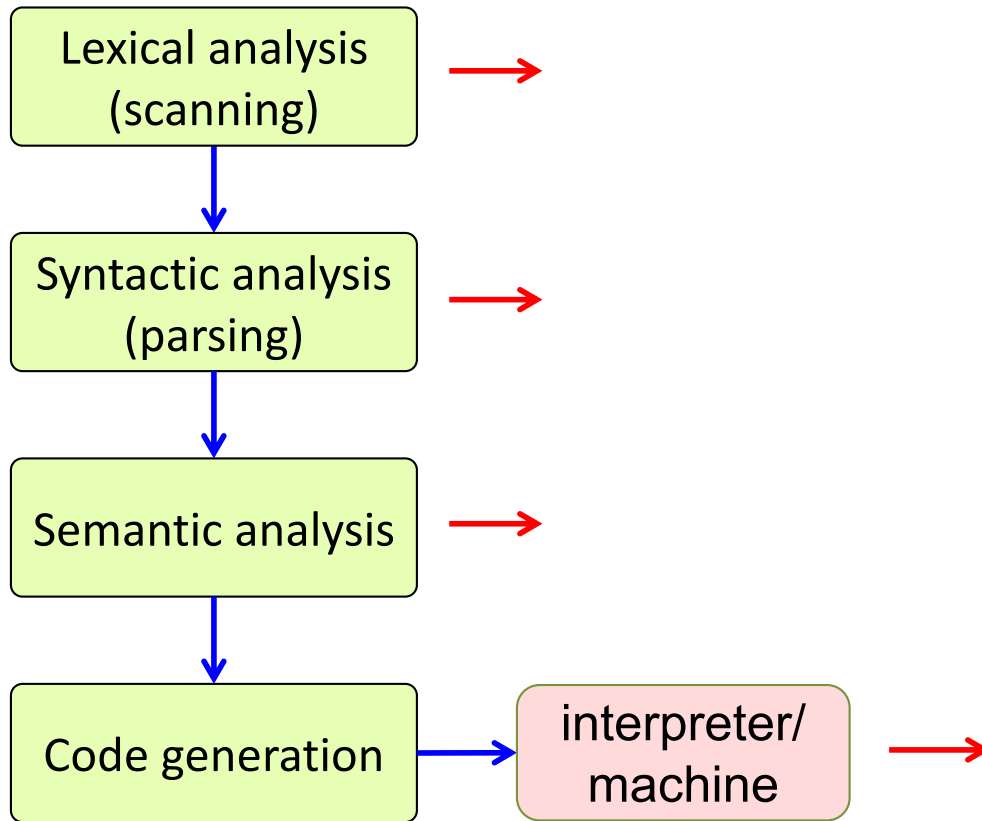 Lexical analysis
(scanning)
Syntactic analysis
(parsing)
Semantic analysis
Code generation
interpreter/
machine